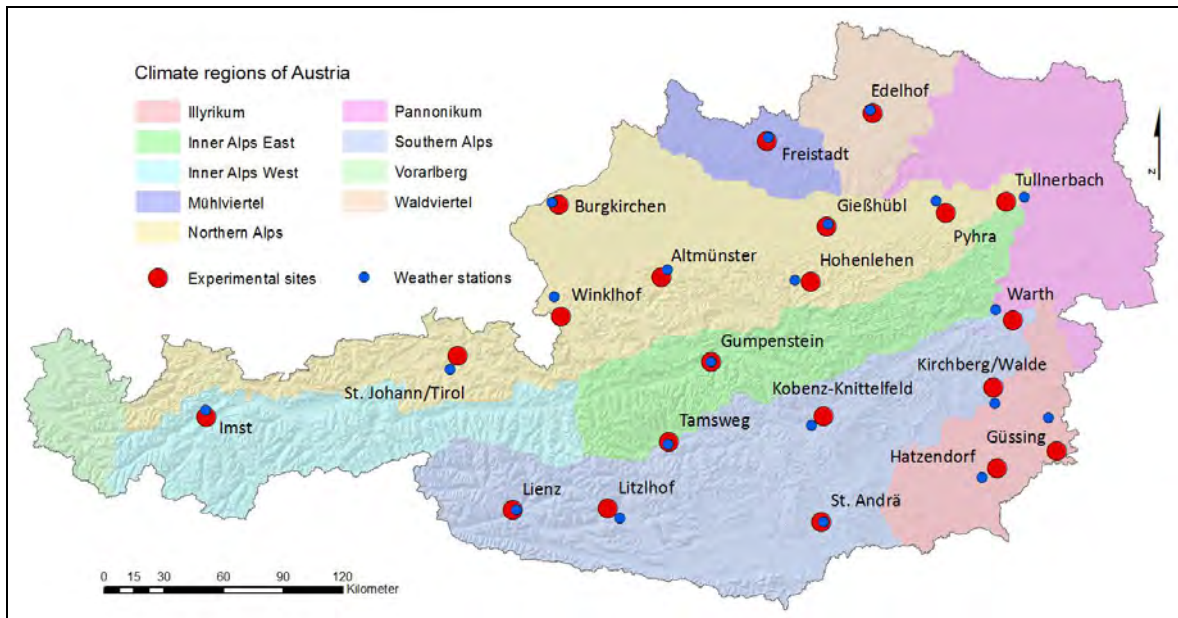 Climate regions of Austria
Illyrikum
Pannonikum
Inner Alps East
Southern Alps
Inner Alps West
Vorarlberg
Mühlviertel
Waldviertel
Northern Alps
Experimental sites
Weather stations
Edelhof
Freistadt
z
Tullnerbach
Burgkirchen
Gießhübl
Pyhra
Altmünster
Hohenlehen
Winklhof
Warth
Gumpenstein
Kirchberg/Walde
St. Johann/Tirol
Kobenz-Knittelfeld
Imst
Tamsweg
Güssing
Hatzendorf
Lienz
Litzlhof
St. Andrä
0 15 30 60 90 120
Kilometer